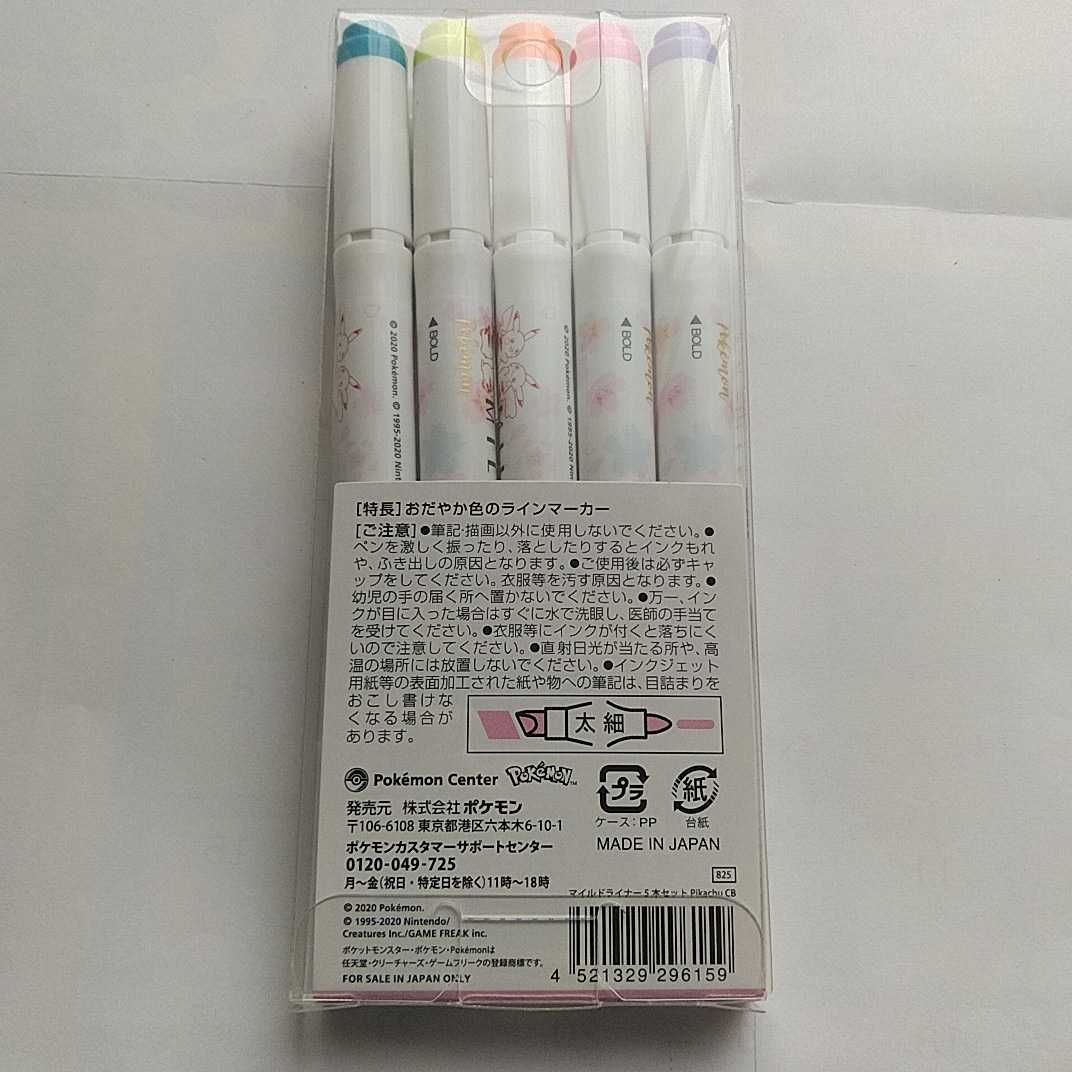 © 2020 Pokémon. © 1995-2020 Nint
BOLD
Pokémon
© 2020 Pokémon. © 1995-2020 Nin
BOLD
Pokémon
BOLD
Pokémon
[特長]おだやか色のラインマーカー
[ご注意]●筆記・描画以外に使用しないでください。●
ペンを激しく振ったり、落としたりするとインクもれ
や、ふき出しの原因となります。●ご使用後は必ずキャ
ップをしてください。衣服等を汚す原因となります。●
幼児の手の届く所へ置かないでください。●万一、イン
クが目に入った場合はすぐに水で洗眼し、医師の手当て
を受けてください。●衣服等にインクが付くと落ちにく
いので注意してください。●直射日光が当たる所や、高
温の場所には放置しないでください。●インクジェット
用紙等の表面加工された紙や物への筆記は、目詰まりを
おこし書けなくなる場合があります。
太 細
Pokémon Center POKéMON™
発売元 株式会社ポケモン
〒106-6108 東京都港区六本木6-10-1
ポケモンカスタマーサポートセンター
0120-049-725
月～金(祝日・特定日を除く)11時～18時
プラ
ケース:PP
紙
台紙
MADE IN JAPAN
825
マイルドライナー5本セット Pikachu CB
© 2020 Pokémon.
© 1995-2020 Nintendo/
Creatures Inc./GAME FREAK inc.
ポケットモンスター・ポケモン・Pokémonは
任天堂・クリーチャーズ・ゲームフリークの登録商標です。
FOR SALE IN JAPAN ONLY
4 521329 296159